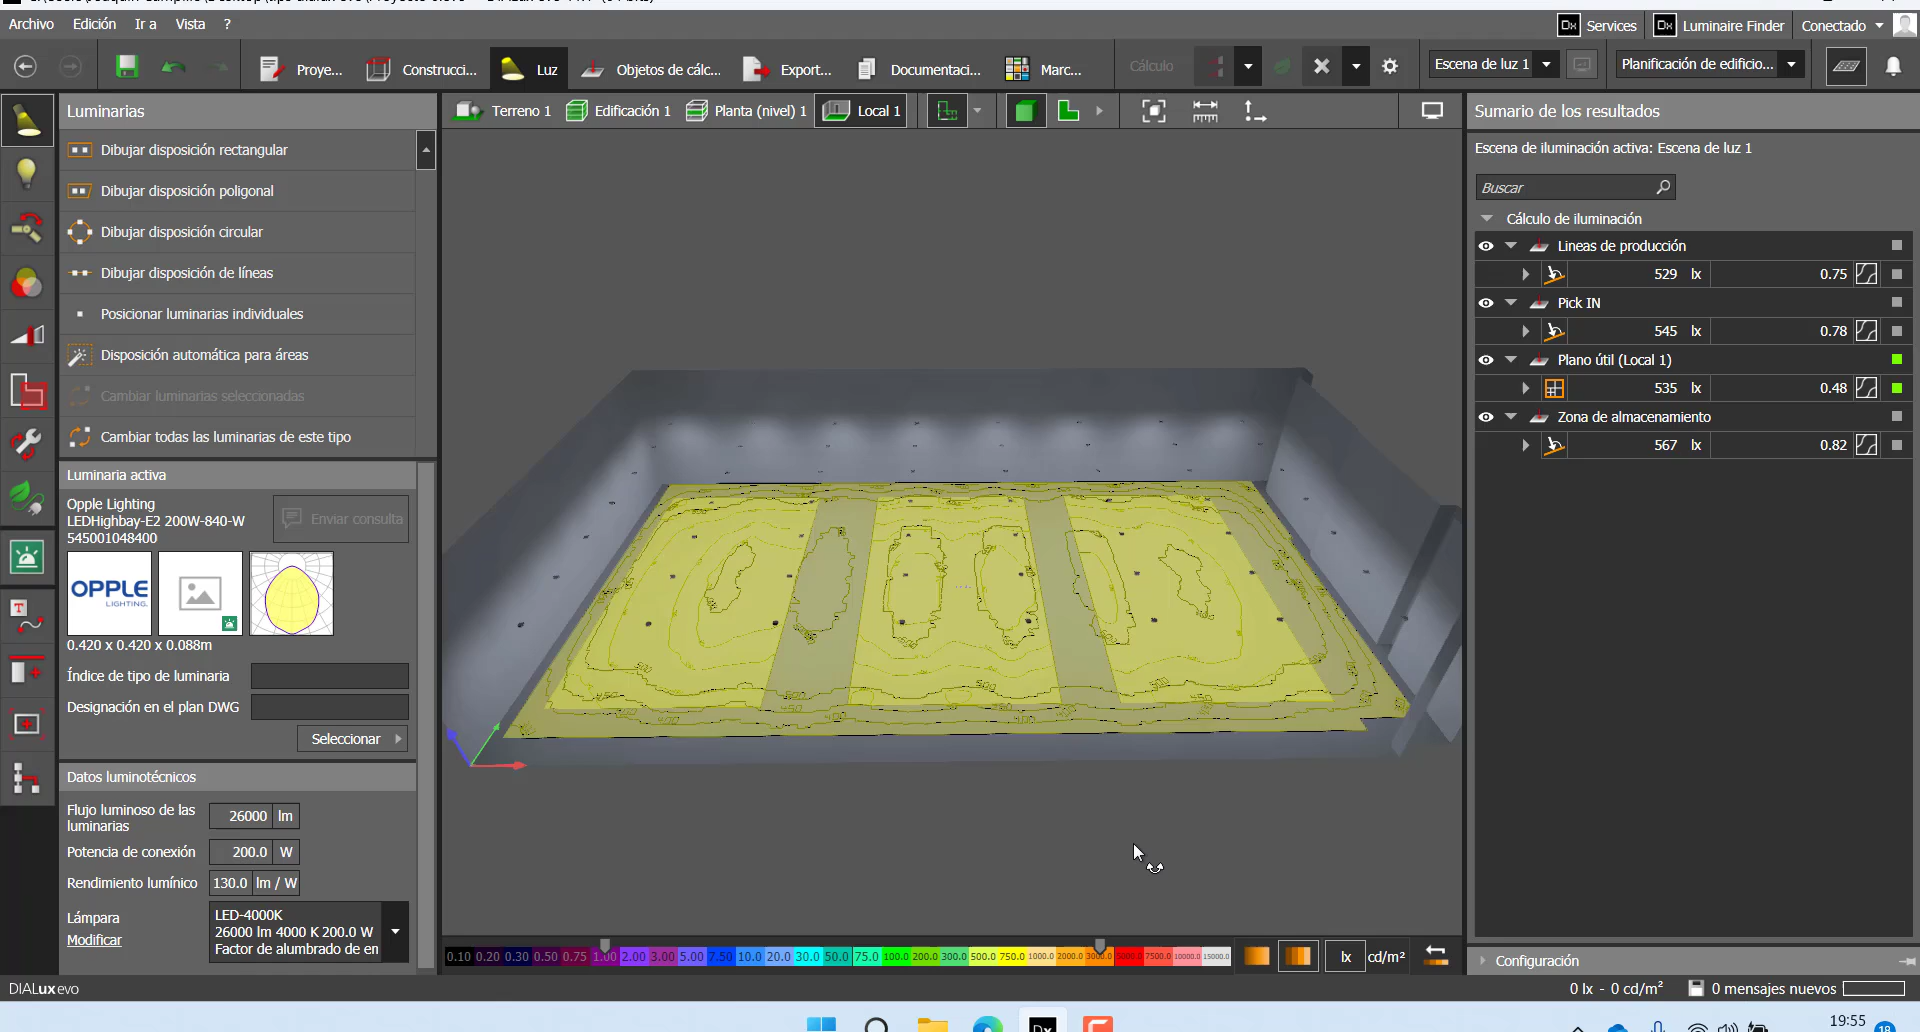 Archivo
Edición
Ir a
Vista
?
Dx Services
Dx Luminaire Finder
Conectado
Proye...
Construcci...
Luz
Objetos de cálc...
Export...
Documentaci...
Marc...
Cálculo
Escena de luz 1
Planificación de edificio...
Luminarias
Terreno 1
Edificación 1
Planta (nivel) 1
Local 1
Sumario de los resultados
Dibujar disposición rectangular
Dibujar disposición poligonal
Dibujar disposición circular
Dibujar disposición de líneas
Posicionar luminarias individuales
Disposición automática para áreas
Cambiar luminarias seleccionadas
Cambiar todas las luminarias de este tipo
Escena de iluminación activa: Escena de luz 1
Buscar
Cálculo de iluminación
Lineas de producción
529 lx 0.75
Pick IN
545 lx 0.78
Plano útil (Local 1)
535 lx 0.48
Zona de almacenamiento
567 lx 0.82
Luminaria activa
Opple Lighting
LEDHighbay-E2 200W-840-W
545001048400
Enviar consulta
OPPLE
LIGHTING
0.420 x 0.420 x 0.088m
Índice de tipo de luminaria
Designación en el plan DWG
Seleccionar
Datos luminotécnicos
Flujo luminoso de las
luminarias
26000 lm
Potencia de conexión 200.0 W
Rendimiento lumínico 130.0 lm / W
Lámpara
Modificar
LED-4000K
26000 lm 4000 K 200.0 W
Factor de alumbrado de en
0.10 0.20 0.30 0.50 0.75 1.00 2.00 3.00 5.00 7.50 10.0 20.0 30.0 50.0 75.0 100.0 200.0 300.0 500.0 750.0 1000.0 2000.0 3000.0 5000.0 7500.0 10000.0 15000.0
lx cd/m²
Configuración
DIALux evo
0 lx - 0 cd/m²
0 mensajes nuevos
Dx
19:55
18